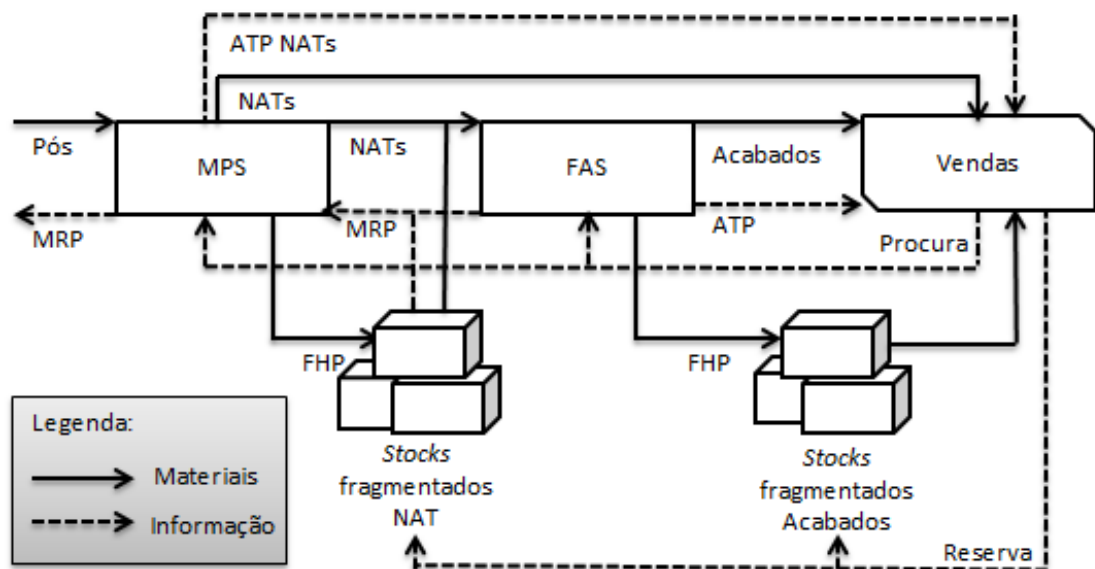 ATP NATs
NATs
Pós
MPS
NATs
FAS
Acabados
Vendas
MRP
MRP
ATP
Procura
FHP
FHP
Legenda:
Materiais
Informação
Stocks
fragmentados
NAT
Stocks
fragmentados
Acabados
Reserva